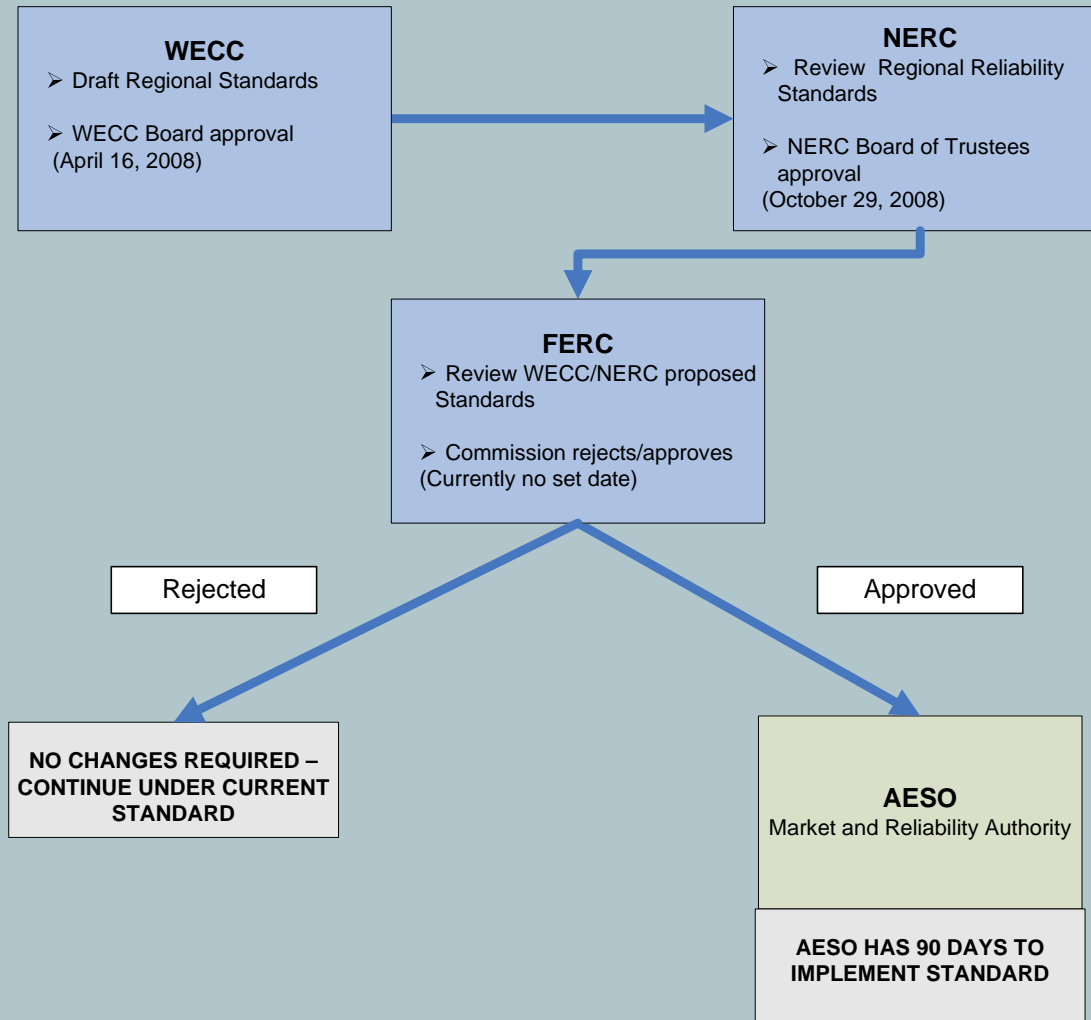 WECC
➢ Draft Regional Standards
➢ WECC Board approval
(April 16, 2008)
NERC
➢ Review Regional Reliability
Standards
➢ NERC Board of Trustees
approval
(October 29, 2008)
FERC
➢ Review WECC/NERC proposed
Standards
➢ Commission rejects/approves
(Currently no set date)
Rejected
Approved
NO CHANGES REQUIRED –
CONTINUE UNDER CURRENT
STANDARD
AESO
Market and Reliability Authority
AESO HAS 90 DAYS TO
IMPLEMENT STANDARD